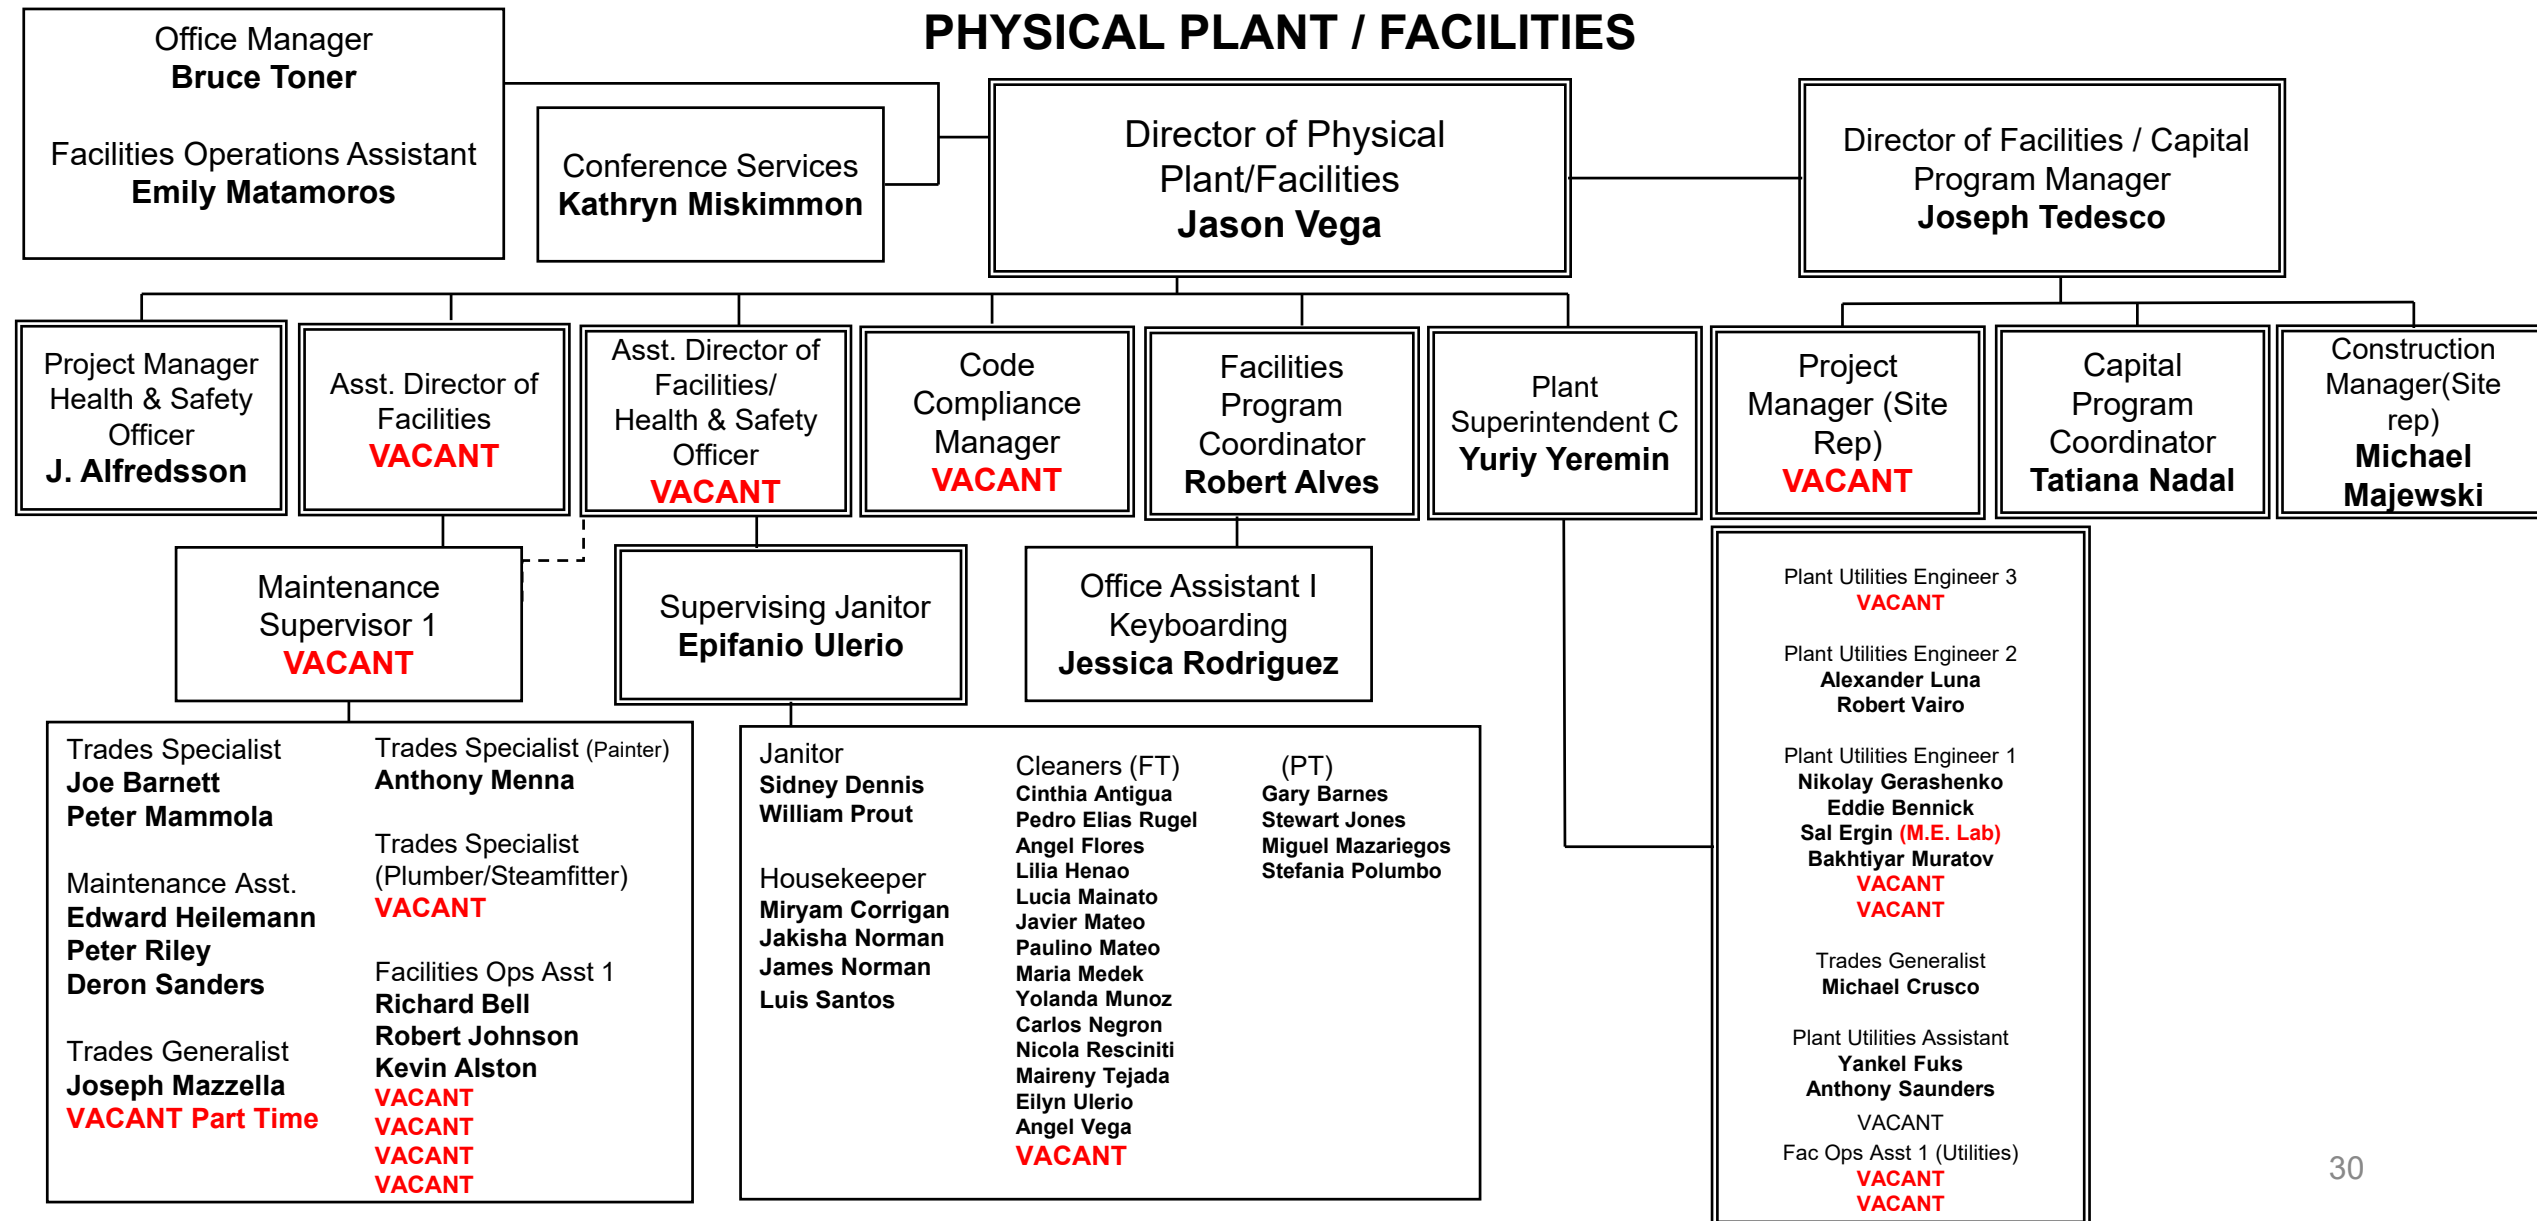 PHYSICAL PLANT / FACILITIES
Office Manager
Bruce Toner
Facilities Operations Assistant
Emily Matamoros
Conference Services
Kathryn Miskimmon
Director of Physical
Plant/Facilities
Jason Vega
Director of Facilities / Capital
Program Manager
Joseph Tedesco
Project Manager
Health & Safety
Officer
J. Alfredsson
Asst. Director of
Facilities
VACANT
Asst. Director of
Facilities/
Health & Safety
Officer
VACANT
Code
Compliance
Manager
VACANT
Facilities
Program
Coordinator
Robert Alves
Plant
Superintendent C
Yuriy Yeremin
Project
Manager (Site
Rep)
VACANT
Capital
Program
Coordinator
Tatiana Nadal
Construction
Manager(Site
rep)
Michael
Majewski
Maintenance
Supervisor 1
VACANT
Supervising Janitor
Epifanio Ulerio
Office Assistant I
Keyboarding
Jessica Rodriguez
Trades Specialist
Joe Barnett
Peter Mammola
Maintenance Asst.
Edward Heilemann
Peter Riley
Deron Sanders
Trades Generalist
Joseph Mazzella
VACANT Part Time
Trades Specialist (Painter)
Anthony Menna
Trades Specialist
(Plumber/Steamfitter)
VACANT
Facilities Ops Asst 1
Richard Bell
Robert Johnson
Kevin Alston
VACANT
VACANT
VACANT
VACANT
Janitor
Sidney Dennis
William Prout
Housekeeper
Miryam Corrigan
Jakisha Norman
James Norman
Luis Santos
Cleaners (FT)
Cinthia Antigua
Pedro Elias Rugel
Angel Flores
Lilia Henao
Lucia Mainato
Javier Mateo
Paulino Mateo
Maria Medek
Yolanda Munoz
Carlos Negron
Nicola Resciniti
Maireny Tejada
Eilyn Ulerio
Angel Vega
VACANT
(PT)
Gary Barnes
Stewart Jones
Miguel Mazariegos
Stefania Polumbo
Plant Utilities Engineer 3
VACANT
Plant Utilities Engineer 2
Alexander Luna
Robert Vairo
Plant Utilities Engineer 1
Nikolay Gerashenko
Eddie Bennick
Sal Ergin (M.E. Lab)
Bakhtiyar Muratov
VACANT
VACANT
Trades Generalist
Michael Crusco
Plant Utilities Assistant
Yankel Fuks
Anthony Saunders
VACANT
Fac Ops Asst 1 (Utilities)
VACANT
VACANT
30